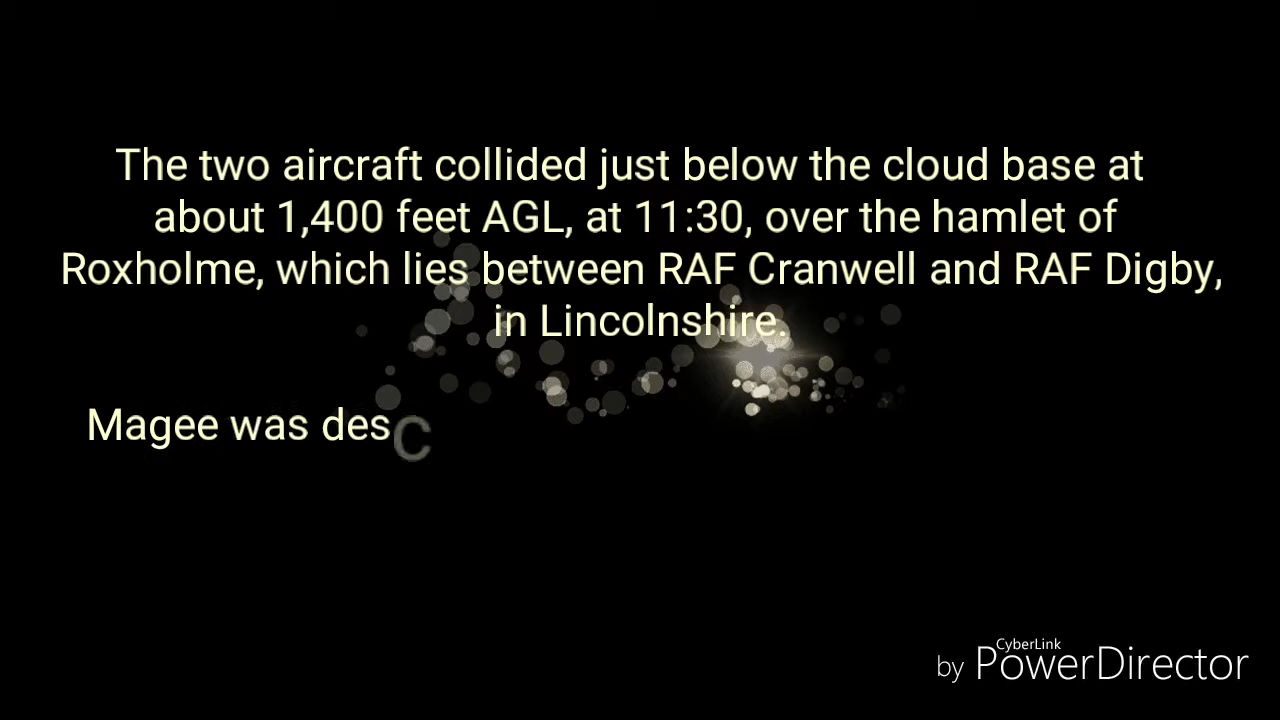 The two aircraft collided just below the cloud base at
about 1,400 feet AGL, at 11:30, over the hamlet of
Roxholme, which lies between RAF Cranwell and RAF Digby,
in Lincolnshire.
Magee was desc
CyberLink
by PowerDirector